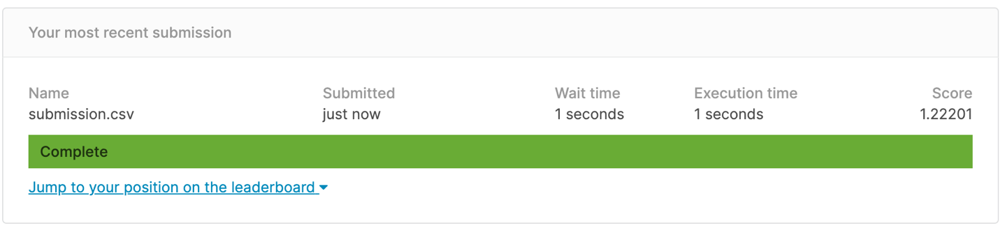 Your most recent submission
Name Submitted Wait time Execution time Score
submission.csv just now 1 seconds 1 seconds 1.22201
Complete
Jump to your position on the leaderboard